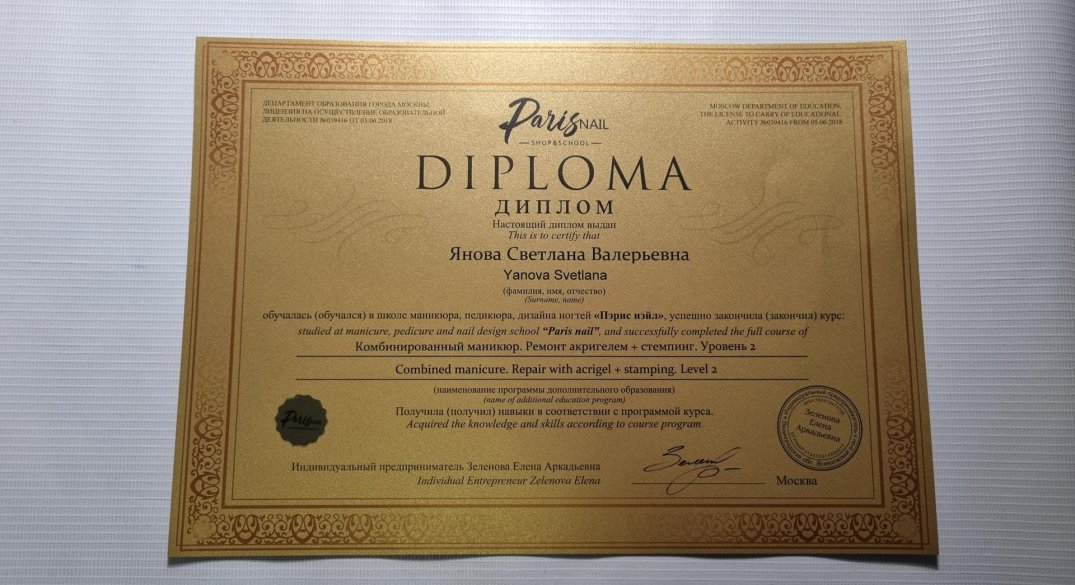 ДЕПАРТАМЕНТ ОБРАЗОВАНИЯ ГОРОДА МОСКВЫ.
ЛИЦЕНЗИЯ НА ОСУЩЕСТВЛЕНИЕ ОБРАЗОВАТЕЛЬНОЙ
ДЕЯТЕЛЬНОСТИ №039416 ОТ 05.06.2018
Paris NAIL
SHOP&SCHOOL
MOSCOW DEPARTMENT OF EDUCATION.
THE LICENSE TO CARRY OF EDUCATIONAL
ACTIVITY №039416 FROM 05.06.2018
DIPLOMA
ДИПЛОМ
Настоящий диплом выдан
This is to certify that
Янова Светлана Валерьевна
Yanova Svetlana
(фамилия, имя, отчество)
(Surname, name)
обучалась (обучался) в школе маникюра, педикюра, дизайна ногтей «Пэрис нэйл», успешно закончила (закончил) курс:
studied at manicure, pedicure and nail design school "Paris nail", and successfully completed the full course of
Комбинированный маникюр. Ремонт акригелем + стемпинг. Уровень 2
Combined manicure. Repair with acrigel + stamping. Level 2
(наименование программы дополнительного образования)
(name of additional education program)
Получила (получил) навыки в соответствии с программой курса.
Acquired the knowledge and skills according to course program.
Paris
Индивидуальный предприниматель
Зеленова
Елена
Аркадьевна
Индивидуальный предприниматель Зеленова Елена Аркадьевна
Individual Entrepreneur Zelenova Elena
Москва